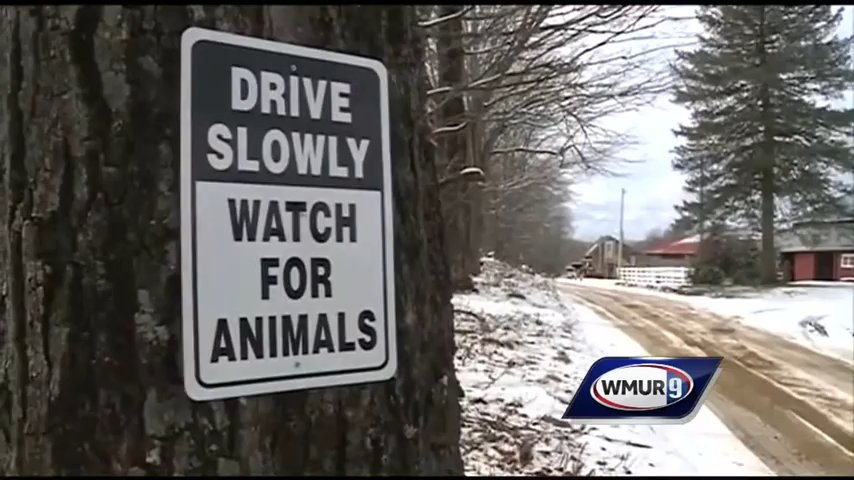 DRIVE
SLOWLY
WATCH
FOR
ANIMALS
WMUR 9